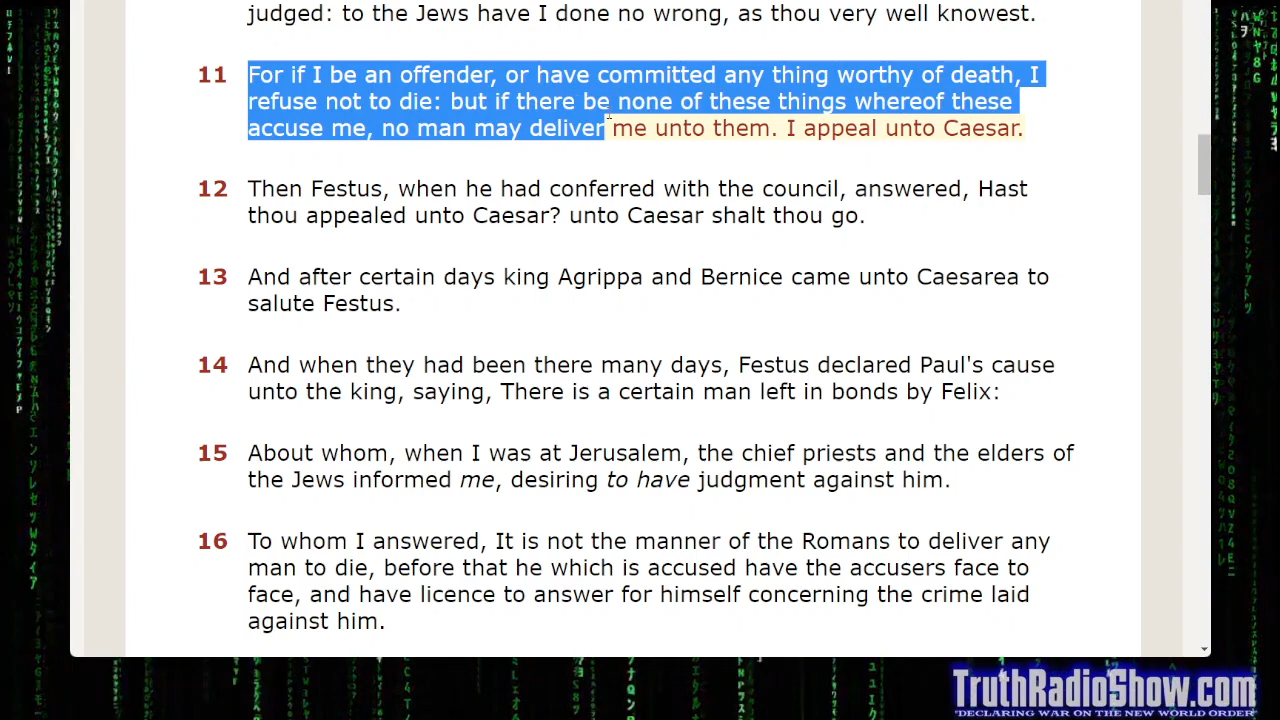 judged: to the Jews have I done no wrong, as thou very well knowest.
11 For if I be an offender, or have committed any thing worthy of death, I
refuse not to die: but if there be none of these things whereof these
accuse me, no man may deliver me unto them. I appeal unto Caesar.
12 Then Festus, when he had conferred with the council, answered, Hast
thou appealed unto Caesar? unto Caesar shalt thou go.
13 And after certain days king Agrippa and Bernice came unto Caesarea to
salute Festus.
14 And when they had been there many days, Festus declared Paul's cause
unto the king, saying, There is a certain man left in bonds by Felix:
15 About whom, when I was at Jerusalem, the chief priests and the elders of
the Jews informed me, desiring to have judgment against him.
16 To whom I answered, It is not the manner of the Romans to deliver any
man to die, before that he which is accused have the accusers face to
face, and have licence to answer for himself concerning the crime laid
against him.
TruthRadioShow.com
"DECLARING WAR ON THE NEW WORLD ORDER"